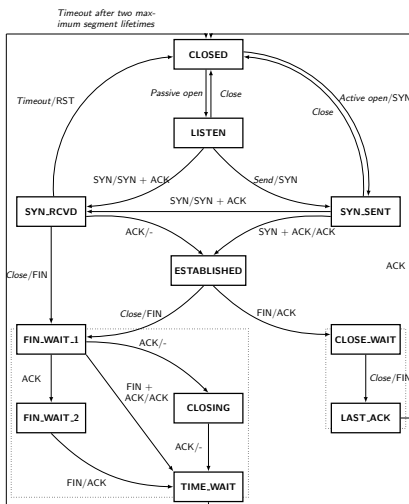 Timeout after two max-
imum segment lifetimes
CLOSED
Timeout/RST
Passive open
Close
Active open/SYN
Close
LISTEN
SYN/SYN + ACK
Send/SYN
SYN_RCVD
SYN/SYN + ACK
SYN_SENT
ACK/-
SYN + ACK/ACK
ACK
Close/FIN
ESTABLISHED
Close/FIN
FIN/ACK
FIN_WAIT_1
ACK/-
CLOSE_WAIT
ACK
FIN +
ACK/ACK
Close/FIN
FIN_WAIT_2
CLOSING
LAST_ACK
ACK/-
FIN/ACK
TIME_WAIT